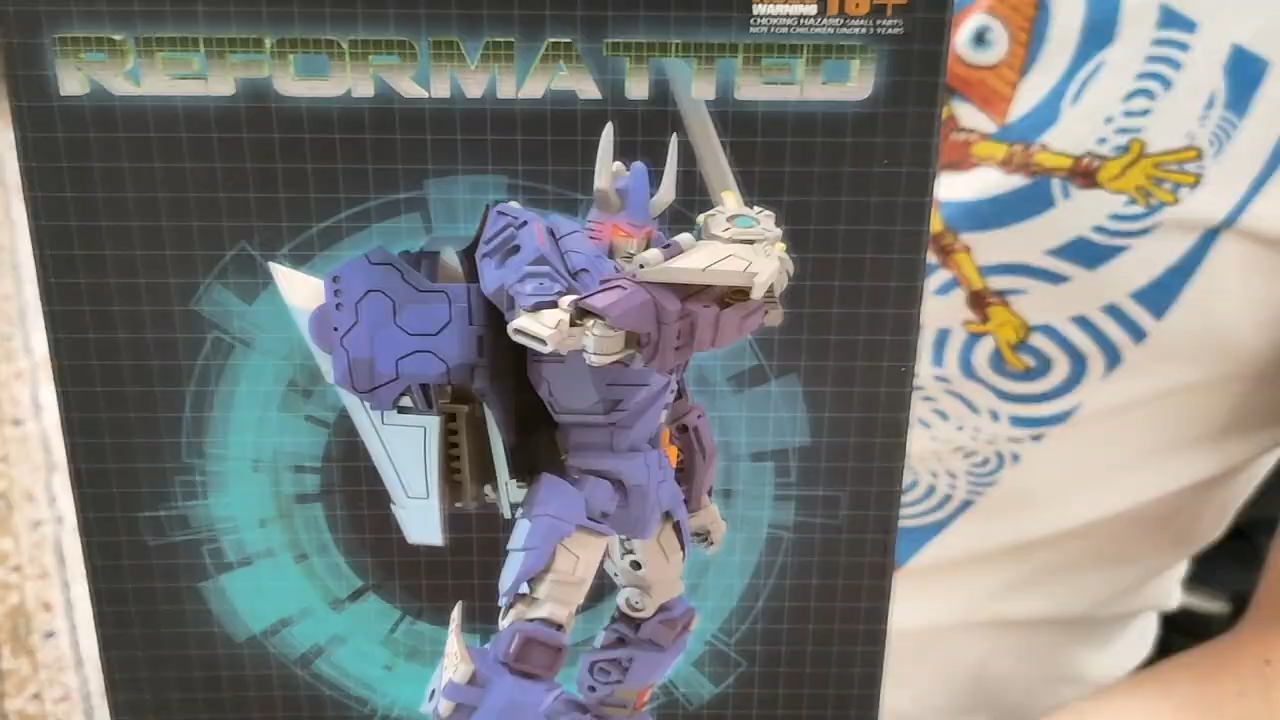 WARNING
CHOKING HAZARD SMALL PARTS
NOT FOR CHILDREN UNDER 3 YEARS
REFORMATTED